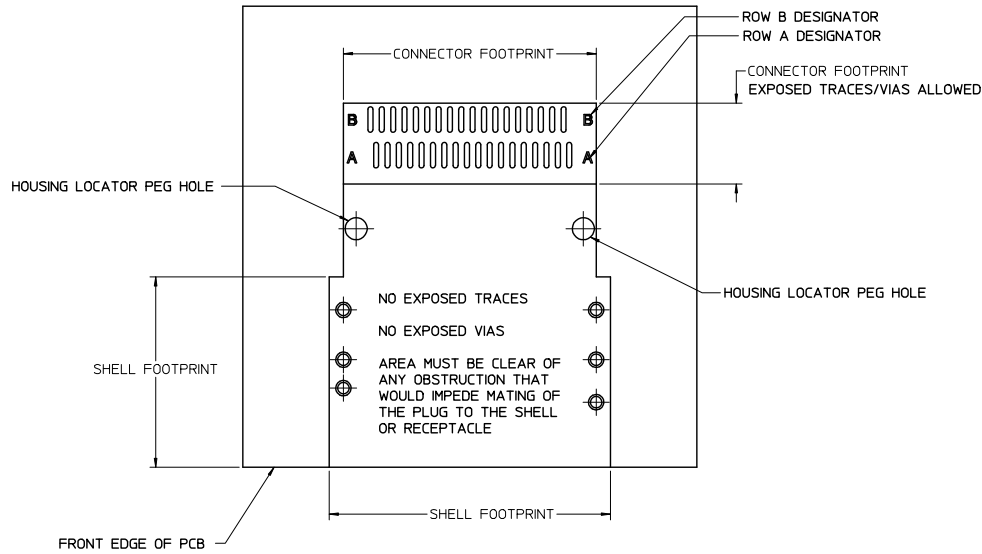 ROW B DESIGNATOR
ROW A DESIGNATOR
CONNECTOR FOOTPRINT
CONNECTOR FOOTPRINT
EXPOSED TRACES/VIAS ALLOWED
B
B
A
A
HOUSING LOCATOR PEG HOLE
HOUSING LOCATOR PEG HOLE
NO EXPOSED TRACES
NO EXPOSED VIAS
SHELL FOOTPRINT
AREA MUST BE CLEAR OF
ANY OBSTRUCTION THAT
WOULD IMPEDE MATING OF
THE PLUG TO THE SHELL
OR RECEPTACLE
SHELL FOOTPRINT
FRONT EDGE OF PCB